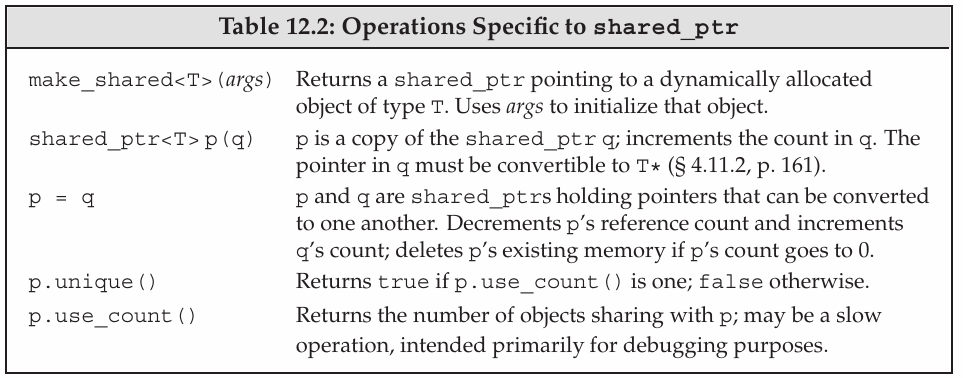 Table 12.2: Operations Specific to shared_ptr
make_shared<T>(args) Returns a shared_ptr pointing to a dynamically allocated
object of type T. Uses args to initialize that object.
shared_ptr<T> p(q) p is a copy of the shared_ptr q; increments the count in q. The
pointer in q must be convertible to T* (§ 4.11.2, p. 161).
p = q p and q are shared_ptrs holding pointers that can be converted
to one another. Decrements p's reference count and increments
q's count; deletes p's existing memory if p's count goes to 0.
p.unique() Returns true if p.use_count() is one; false otherwise.
p.use_count() Returns the number of objects sharing with p; may be a slow
operation, intended primarily for debugging purposes.